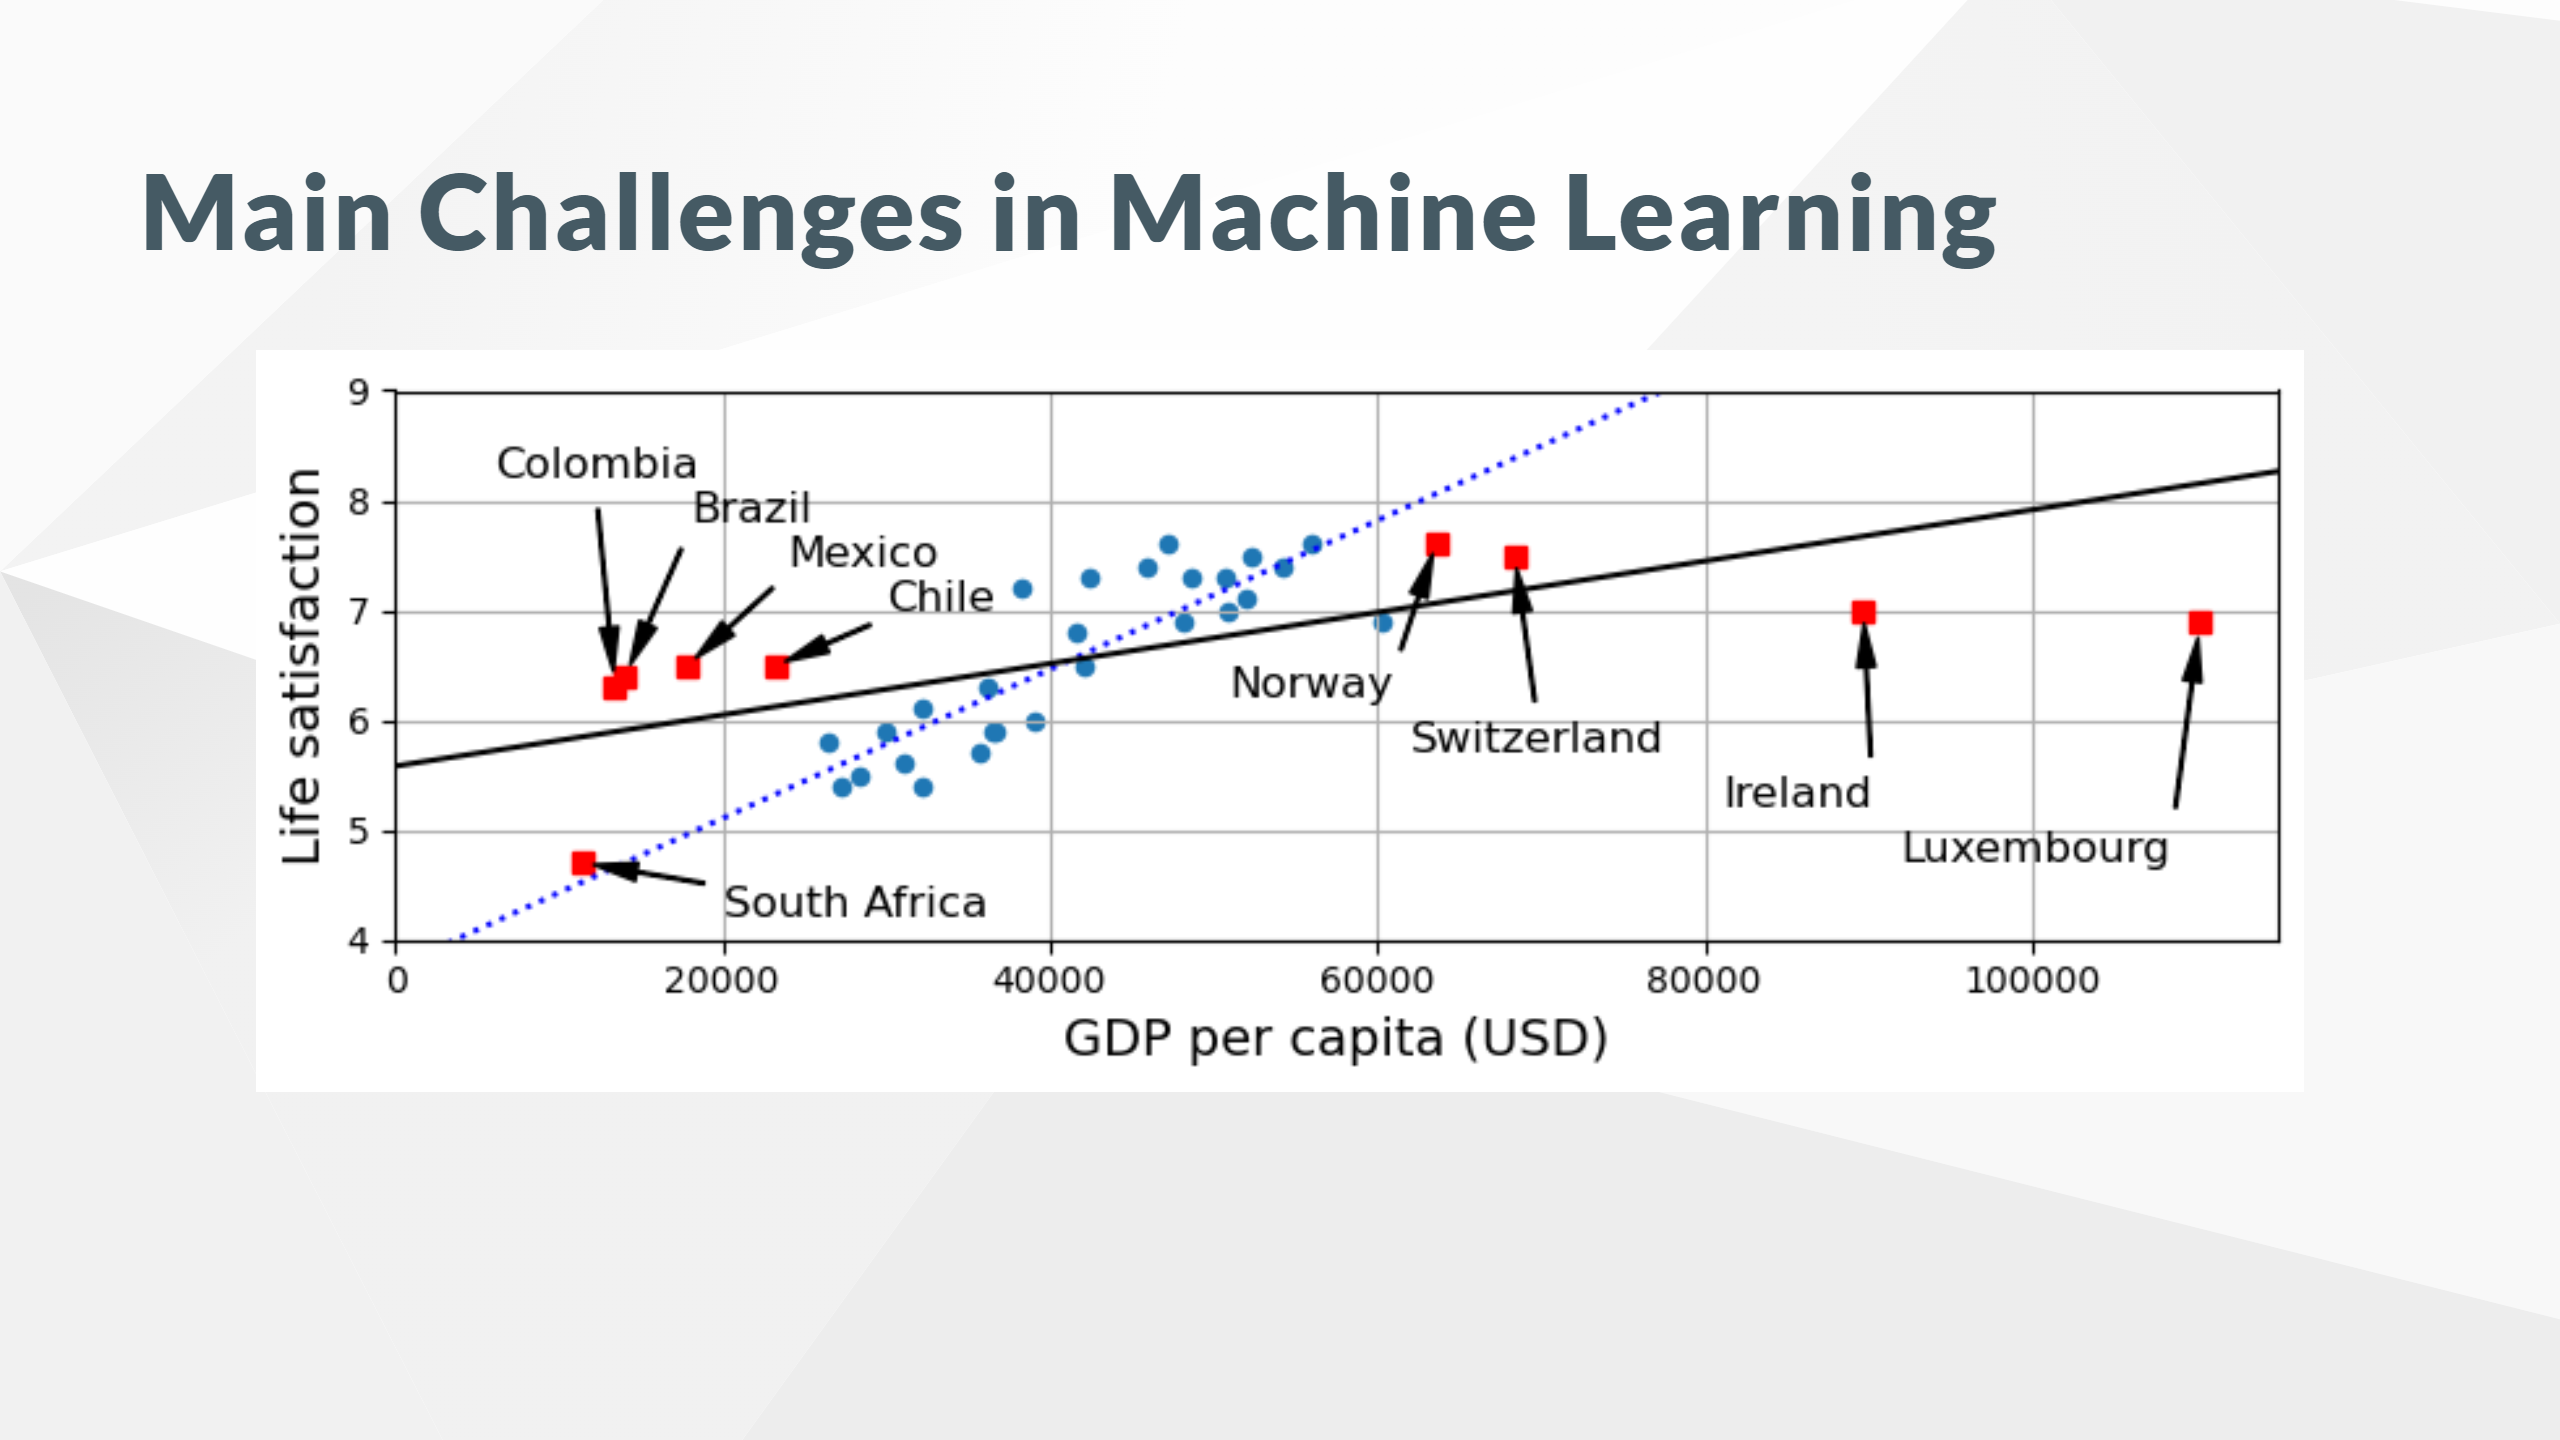 Main Challenges in Machine Learning
9
Colombia
Brazil
8
Mexico
Chile
7
Norway
Switzerland
6
Ireland
5
Luxembourg
South Africa
4
Life satisfaction
0 20000 40000 60000 80000 100000
GDP per capita (USD)